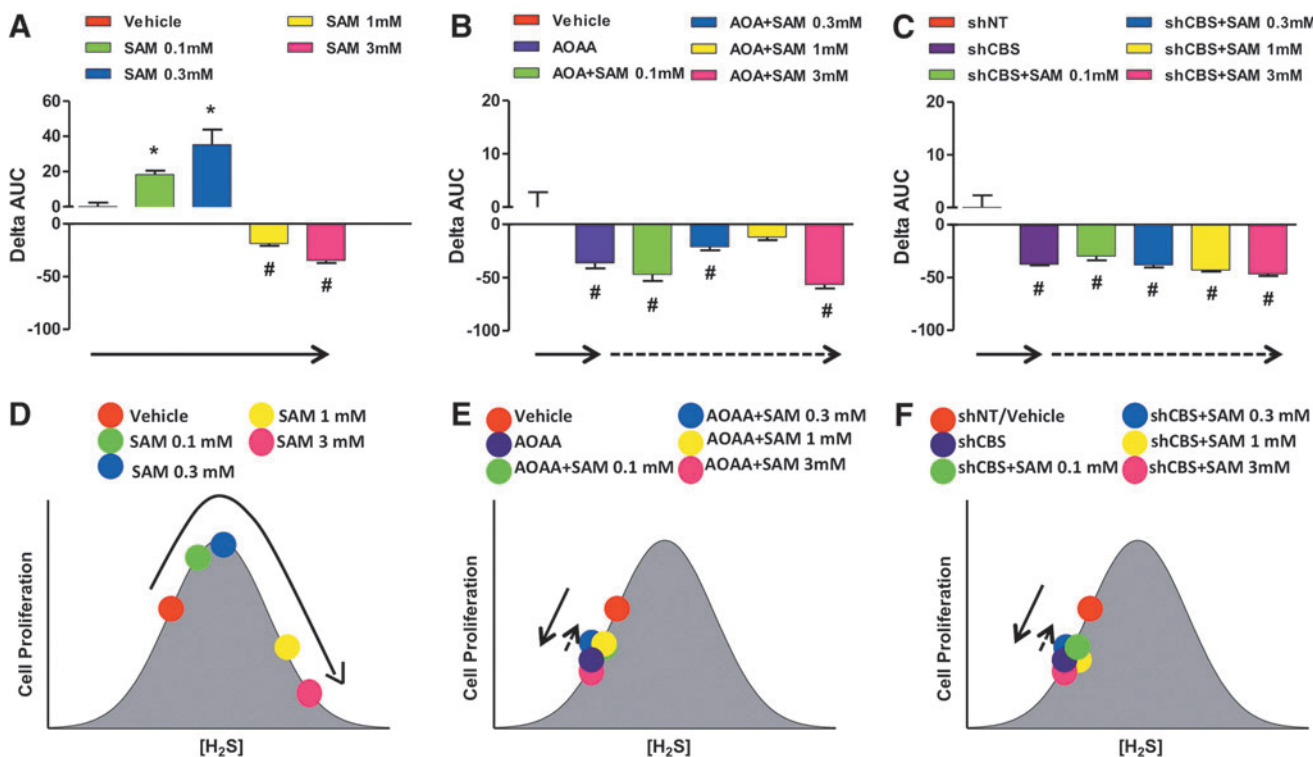 A
Vehicle
SAM 0.1mM
SAM 0.3mM
SAM 1mM
SAM 3mM
Delta AUC
60
40
20
0
0
-50
-100
*
*
#
#
B
Vehicle
AOAA
AOA+SAM 0.1mM
AOA+SAM 0.3mM
AOA+SAM 1mM
AOA+SAM 3mM
Delta AUC
20
10
0
0
-50
-100
#
#
#
#
C
shNT
shCBS
shCBS+SAM 0.1mM
shCBS+SAM 0.3mM
shCBS+SAM 1mM
shCBS+SAM 3mM
Delta AUC
20
10
0
0
-50
-100
#
#
#
#
#
D
Vehicle
SAM 0.1 mM
SAM 0.3 mM
SAM 1 mM
SAM 3 mM
Cell Proliferation
[H₂S]
E
Vehicle
AOAA
AOAA+SAM 0.1 mM
AOAA+SAM 0.3 mM
AOAA+SAM 1 mM
AOAA+SAM 3mM
Cell Proliferation
[H₂S]
F
shNT/Vehicle
shCBS
shCBS+SAM 0.1 mM
shCBS+SAM 0.3 mM
shCBS+SAM 1 mM
shCBS+SAM 3mM
Cell Proliferation
[H₂S]